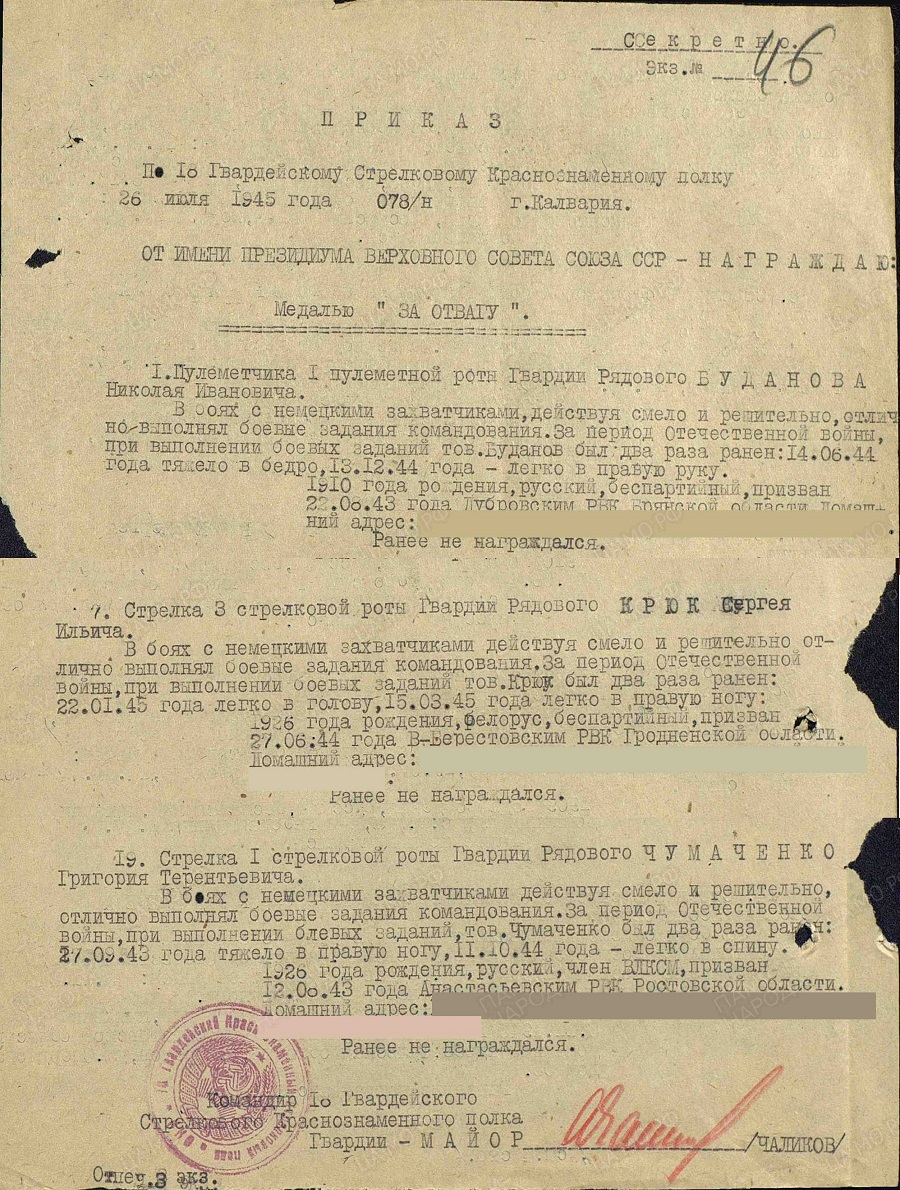 Секретно.
Экз.№ 46
П Р И К А З
По 18 Гвардейскому Стрелковому Краснознаменному полку
26 июля 1945 года 078/н г.Калвария.
ОТ ИМЕНИ ПРЕЗИДИУМА ВЕРХОВНОГО СОВЕТА СОЮЗА ССР - Н А Г Р А Ж Д А Ю:
Медалью " ЗА ОТВАГУ ".
I.Пулеметчика I пулеметной роты Гвардии Рядового Б У Д А Н О В А
Николая Ивановича.
В боях с немецкими захватчиками,действуя смело и решительно,отлич
но-выполнял боевые задания командования.За период Отечественной войны,
при выполнении боевых заданий тов.Буданов был два раза ранен:14.06.44
года тяжело в бедро,13.12.44 года - легко в правую руку.
1910 года рождения,русский,беспартийный,призван
22.08.43 года Дубровским РВК Брянской области Домаш-
ний адрес:
Ранее не награждался.
7. Стрелка 3 стрелковой роты Гвардии Рядового К Р Ю К Сергея
Ильича.
В боях с немецкими захватчиками действуя смело и решительно от-
лично выполнял боевые задания командования.За период Отечественной
войны,при выполнении боевых заданий тов.Крюк был два раза ранен:
22.01.45 года легко в голову,15.03.45 года легко в правую ногу:
1926 года рождения,белорус,беспартийный,призван
27.06.44 года В-Берестовским РВК Гродненской области.
Домашний адрес:
Ранее не награждался.
19. Стрелка I стрелковой роты Гвардии Рядового Ч У М А Ч Е Н К О
Григория Терентьевича.
В боях с немецкими захватчиками действуя смело и решительно,
отлично выполнял боевые задания командования.За период Отечественной
войны,при выполнении блевых заданий,тов.Чумаченко был два раза ранен:
27.09.43 года тяжело в правую ногу,11.10.44 года - легко в спину.
1926 года рождения,русский,член ВЛКСМ,призван
12.08.43 года Анастасьевским РВК Ростовской области.
Домашний адрес:
Ранее не награждался.
Командир 18 Гвардейского
Стрелкового Краснознаменного полка
Гвардии - М А Й О Р /ЧАЛИКОВ/
Отпеч.3 экз.